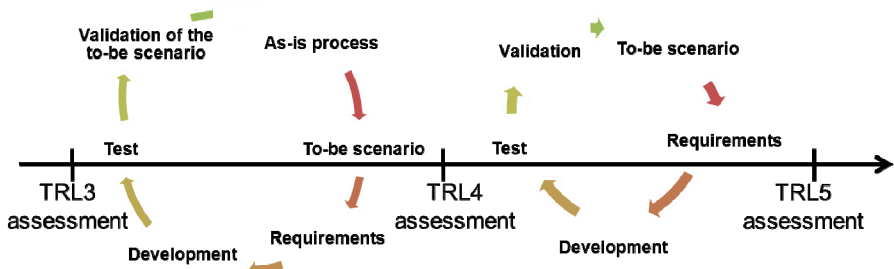 Validation of the
to-be scenario
As-is process
Validation
To-be scenario
Test
To-be scenario
Test
Requirements
TRL3
assessment
TRL4
assessment
TRL5
assessment
Development
Requirements
Development